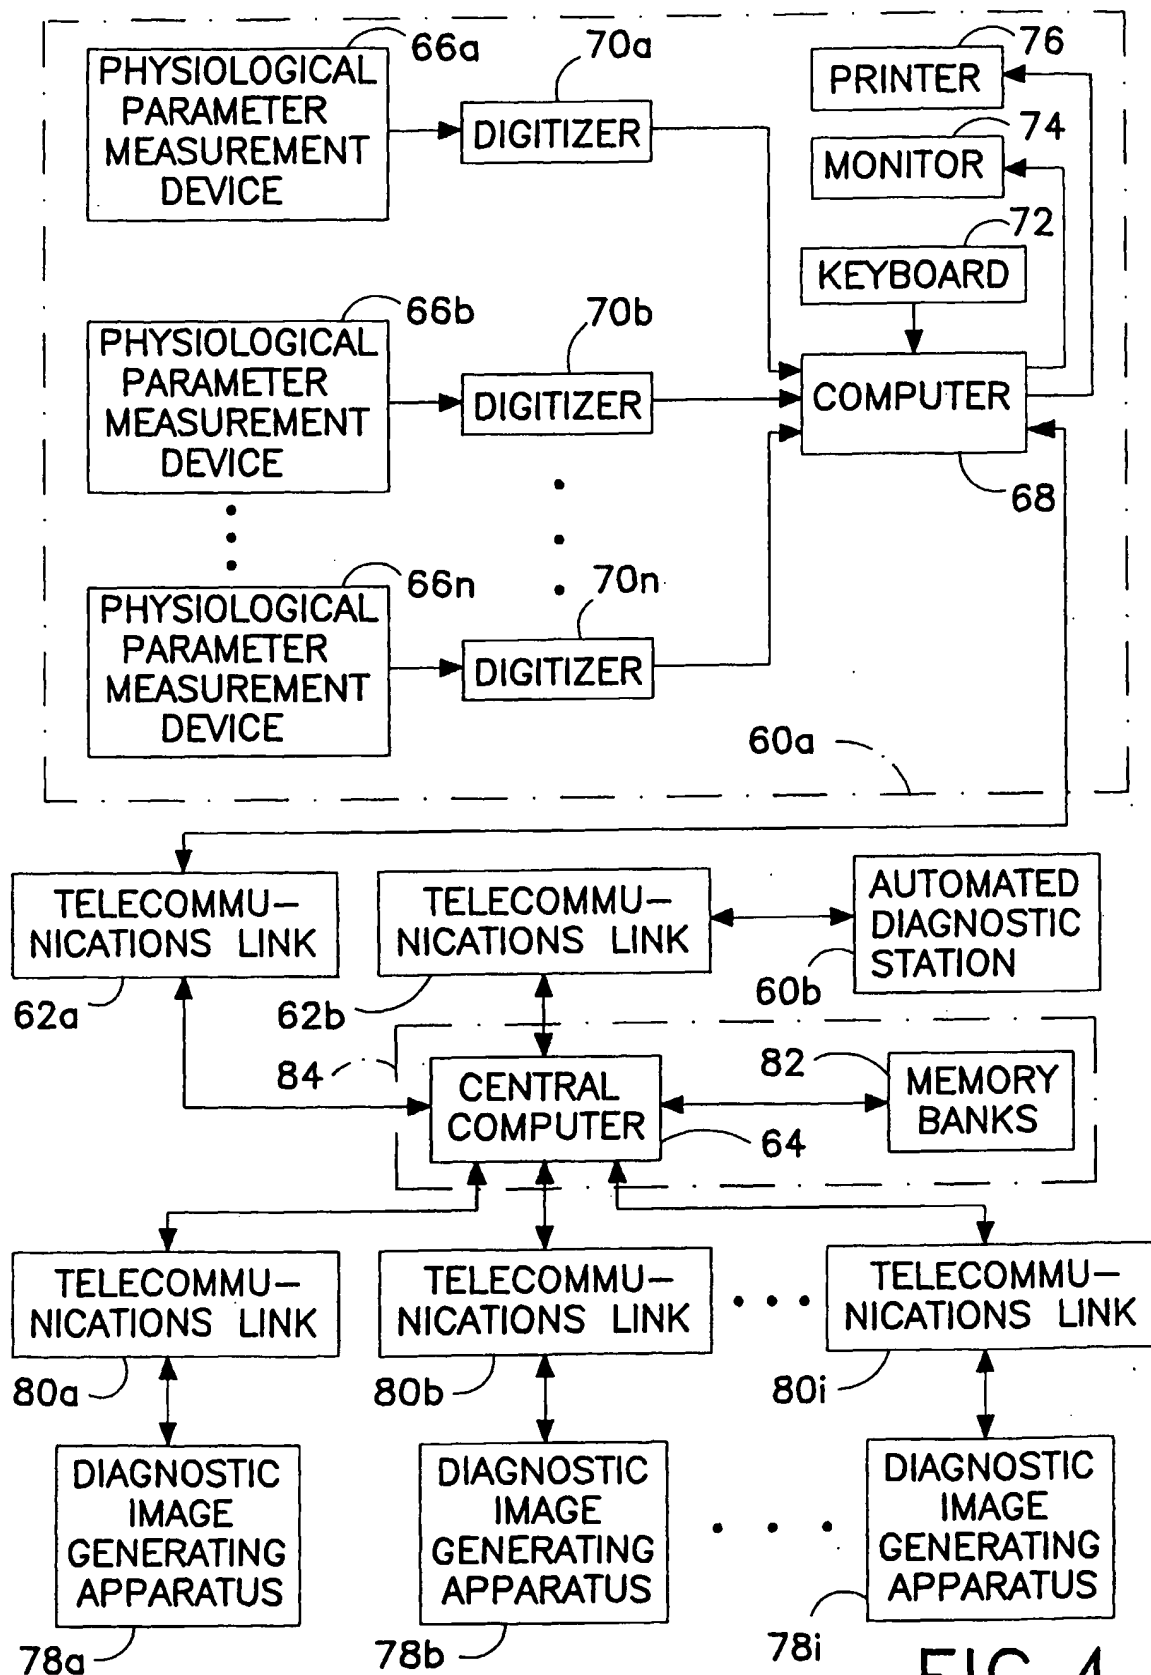 66a
70a
76
PHYSIOLOGICAL
PARAMETER
MEASUREMENT
DEVICE
DIGITIZER
PRINTER
74
MONITOR
72
KEYBOARD
66b
70b
PHYSIOLOGICAL
PARAMETER
MEASUREMENT
DEVICE
DIGITIZER
COMPUTER
68
66n
70n
PHYSIOLOGICAL
PARAMETER
MEASUREMENT
DEVICE
DIGITIZER
60a
TELECOMMU-
NICATIONS LINK
62a
TELECOMMU-
NICATIONS LINK
62b
AUTOMATED
DIAGNOSTIC
STATION
60b
84
CENTRAL
COMPUTER
64
82
MEMORY
BANKS
TELECOMMU-
NICATIONS LINK
80a
TELECOMMU-
NICATIONS LINK
80b
TELECOMMU-
NICATIONS LINK
80i
DIAGNOSTIC
IMAGE
GENERATING
APPARATUS
78a
DIAGNOSTIC
IMAGE
GENERATING
APPARATUS
78b
DIAGNOSTIC
IMAGE
GENERATING
APPARATUS
78i
FIG. 4